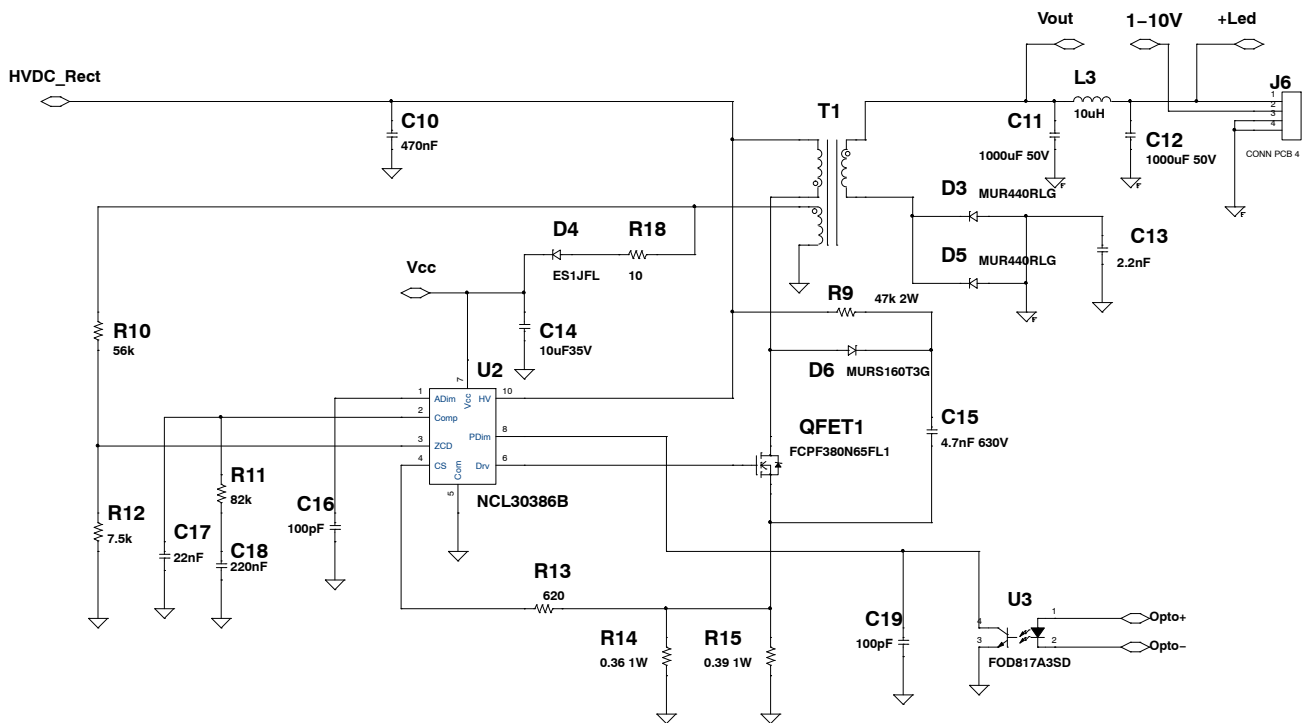 Vout
1–10V
+Led
HVDC_Rect
L3
10uH
J6
1
2
3
4
CONN PCB 4
T1
C10
470nF
C11
1000uF 50V
C12
1000uF 50V
F
F
F
D3
MUR440RLG
D5
MUR440RLG
C13
2.2nF
F
D4
ES1JFL
R18
10
Vcc
R9
47k 2W
R10
56k
C14
10uF35V
D6
MURS160T3G
U2
7
1
ADim
Vcc
HV
10
2
Comp
PDim
8
3
ZCD
4
CS
Com
Drv
6
5
NCL30386B
QFET1
FCPF380N65FL1
C15
4.7nF 630V
R11
82k
C16
100pF
R12
7.5k
C17
22nF
C18
220nF
R13
620
R14
0.36 1W
R15
0.39 1W
C19
100pF
U3
4
3
1
2
Opto+
Opto–
FOD817A3SD